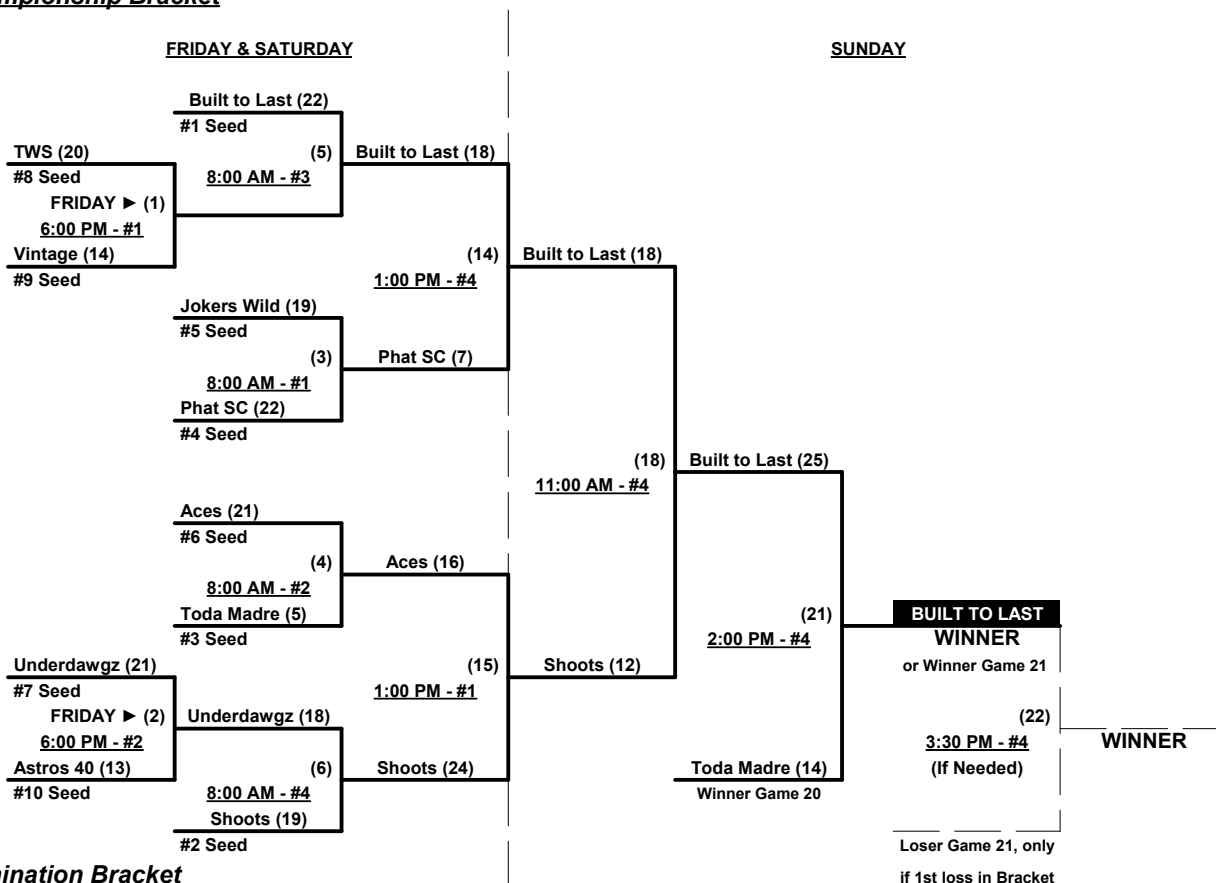 mpionship Bracket
FRIDAY & SATURDAY
SUNDAY
Built to Last (22)
#1 Seed
TWS (20)
(5)
Built to Last (18)
#8 Seed
8:00 AM - #3
FRIDAY ► (1)
6:00 PM - #1
Vintage (14)
#9 Seed
(14)
Built to Last (18)
1:00 PM - #4
Jokers Wild (19)
#5 Seed
(3)
Phat SC (7)
8:00 AM - #1
Phat SC (22)
#4 Seed
(18)
Built to Last (25)
11:00 AM - #4
Aces (21)
#6 Seed
(4)
Aces (16)
8:00 AM - #2
Toda Madre (5)
#3 Seed
(21)
BUILT TO LAST
2:00 PM - #4
WINNER
or Winner Game 21
Underdawgz (21)
#7 Seed
(15)
Shoots (12)
1:00 PM - #1
FRIDAY ► (2)
Underdawgz (18)
6:00 PM - #2
(22)
3:30 PM - #4
WINNER
(If Needed)
Astros 40 (13)
#10 Seed
(6)
Shoots (24)
8:00 AM - #4
Toda Madre (14)
Winner Game 20
Shoots (19)
#2 Seed
Loser Game 21, only
if 1st loss in Bracket
ination Bracket